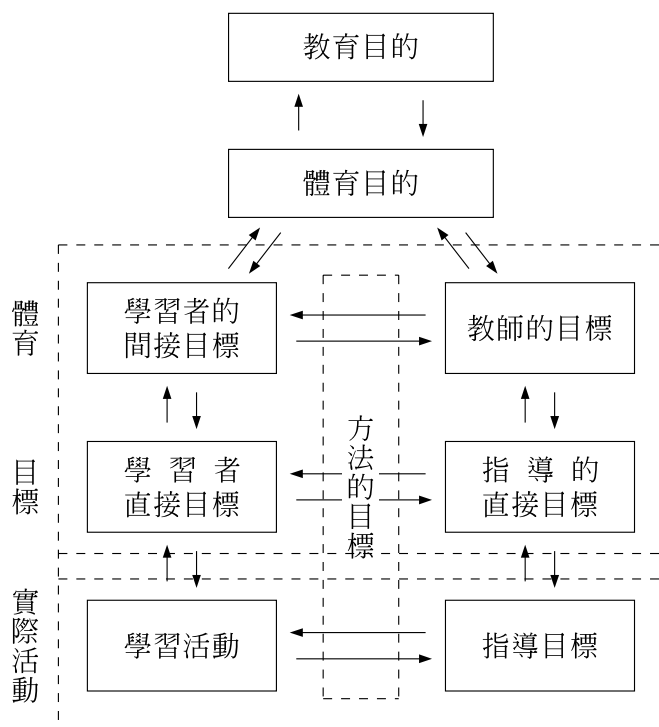 教育目的
體育目的
體育
學習者的
間接目標
教師的目標
方法的目標
目標
學習者
直接目標
指導的
直接目標
實際活動
學習活動
指導目標